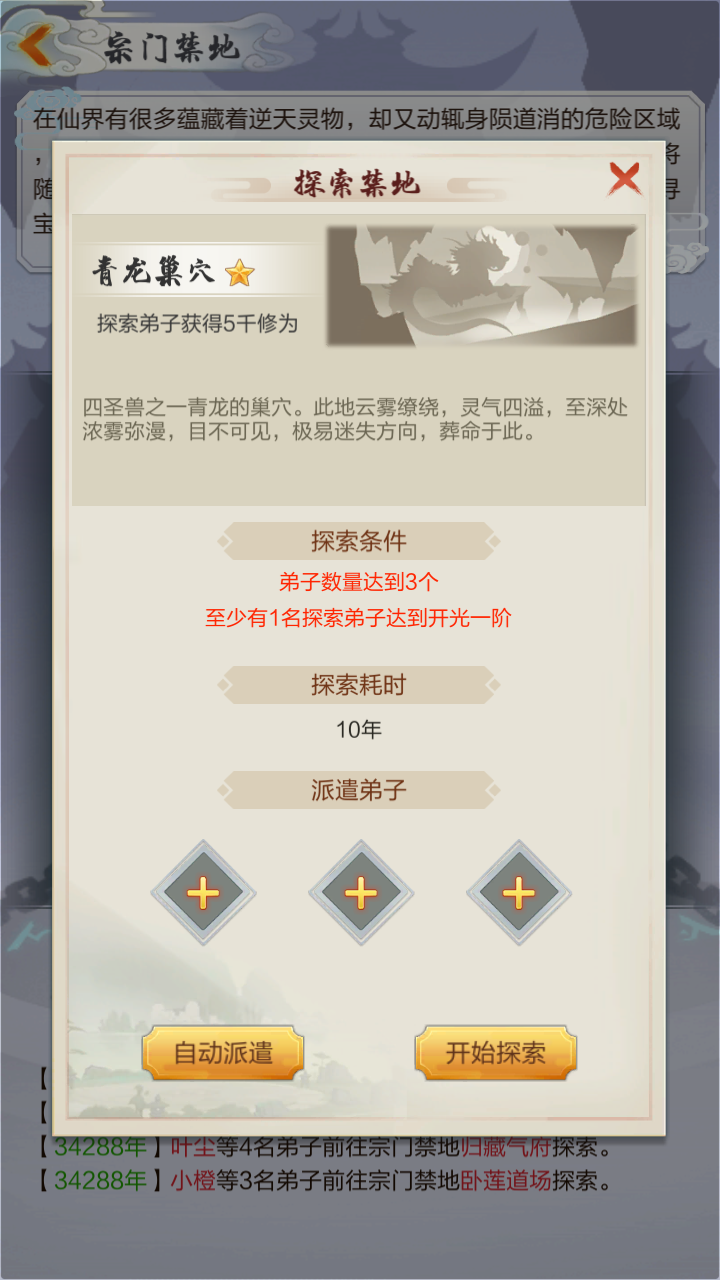 宗门禁地
在仙界有很多蕴藏着逆天灵物，却又动辄身陨道消的危险区域
，
将
随
寻
宝
探索禁地
青龙巢穴
探索弟子获得5千修为
四圣兽之一青龙的巢穴。此地云雾缭绕，灵气四溢，至深处
浓雾弥漫，目不可见，极易迷失方向，葬命于此。
探索条件
弟子数量达到3个
至少有1名探索弟子达到开光一阶
探索耗时
10年
派遣弟子
自动派遣
开始探索
【
【
【34288年】叶尘等4名弟子前往宗门禁地归藏气府探索。
【34288年】小橙等3名弟子前往宗门禁地卧莲道场探索。